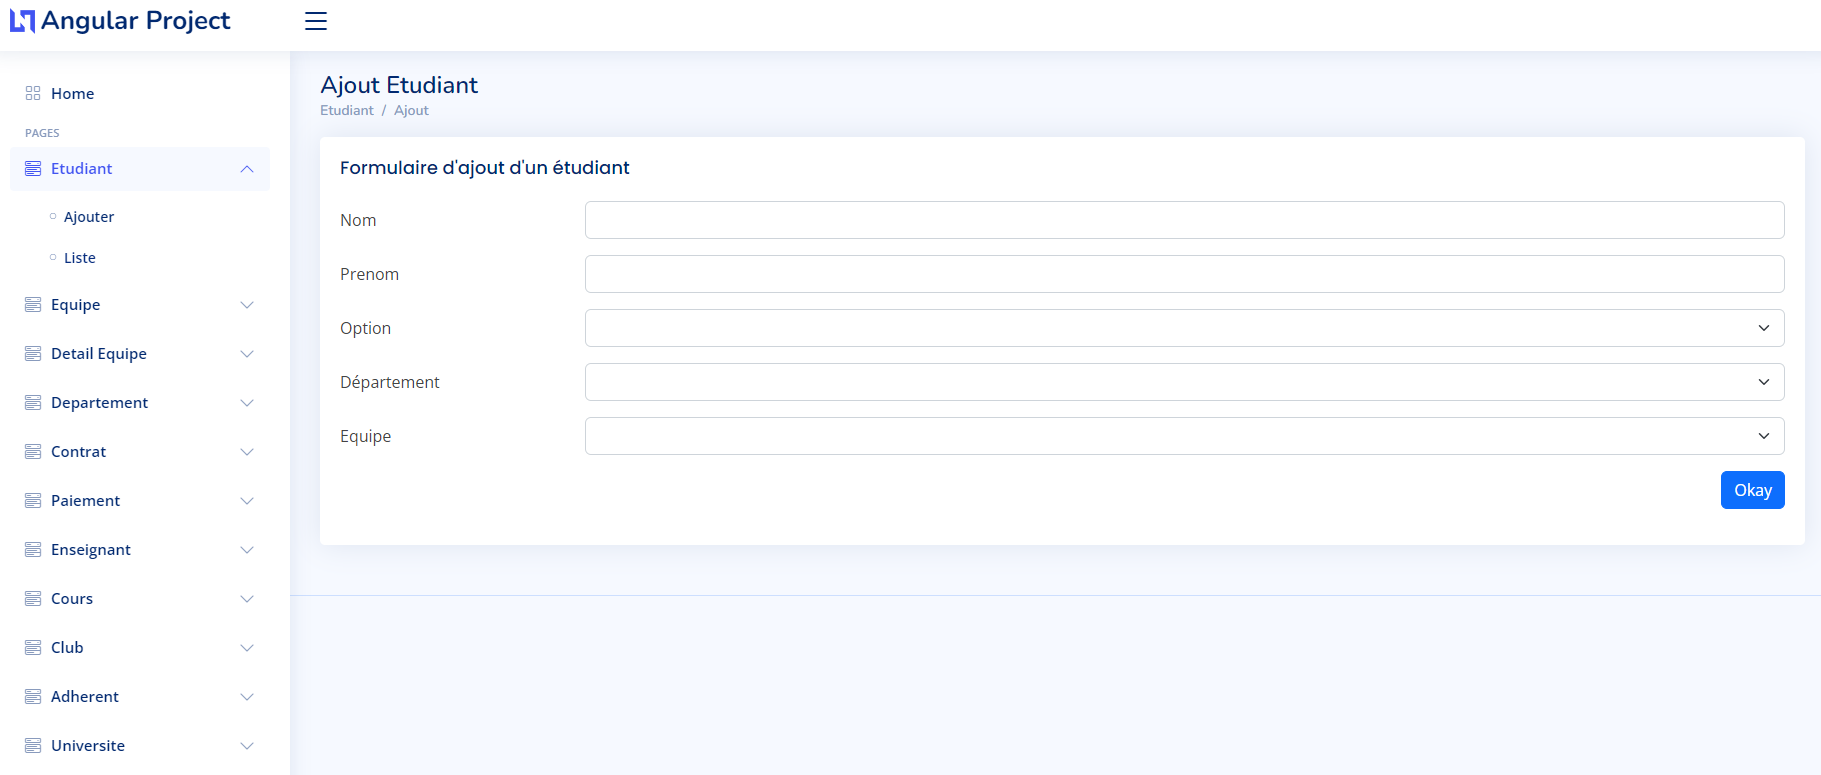 Angular Project
Home
PAGES
Etudiant
Ajouter
Liste
Equipe
Detail Equipe
Departement
Contrat
Paiement
Enseignant
Cours
Club
Adherent
Universite
Ajout Etudiant
Etudiant / Ajout
Formulaire d'ajout d'un étudiant
Nom
Prenom
Option
Département
Equipe
Okay